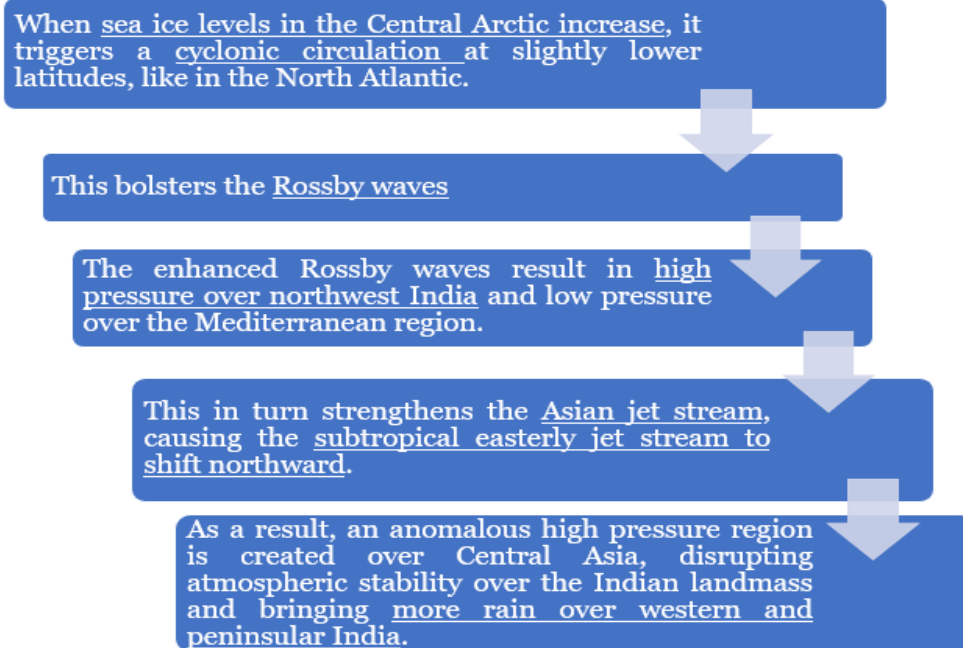 When sea ice levels in the Central Arctic increase, it
triggers a cyclonic circulation at slightly lower
latitudes, like in the North Atlantic.
This bolsters the Rossby waves
The enhanced Rossby waves result in high
pressure over northwest India and low pressure
over the Mediterranean region.
This in turn strengthens the Asian jet stream,
causing the subtropical easterly jet stream to
shift northward.
As a result, an anomalous high pressure region
is created over Central Asia, disrupting
atmospheric stability over the Indian landmass
and bringing more rain over western and
peninsular India.